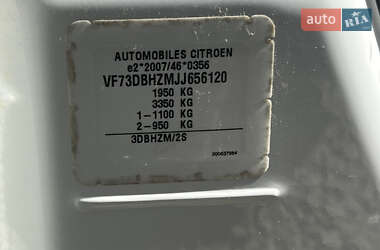 auto RIA
AUTOMOBILES CITROEN
e2*2007/46*0356
VF73DBHZMJJ656120
1950 KG
3350 KG
1-1100 KG
2-950 KG
3DBHZM/2S